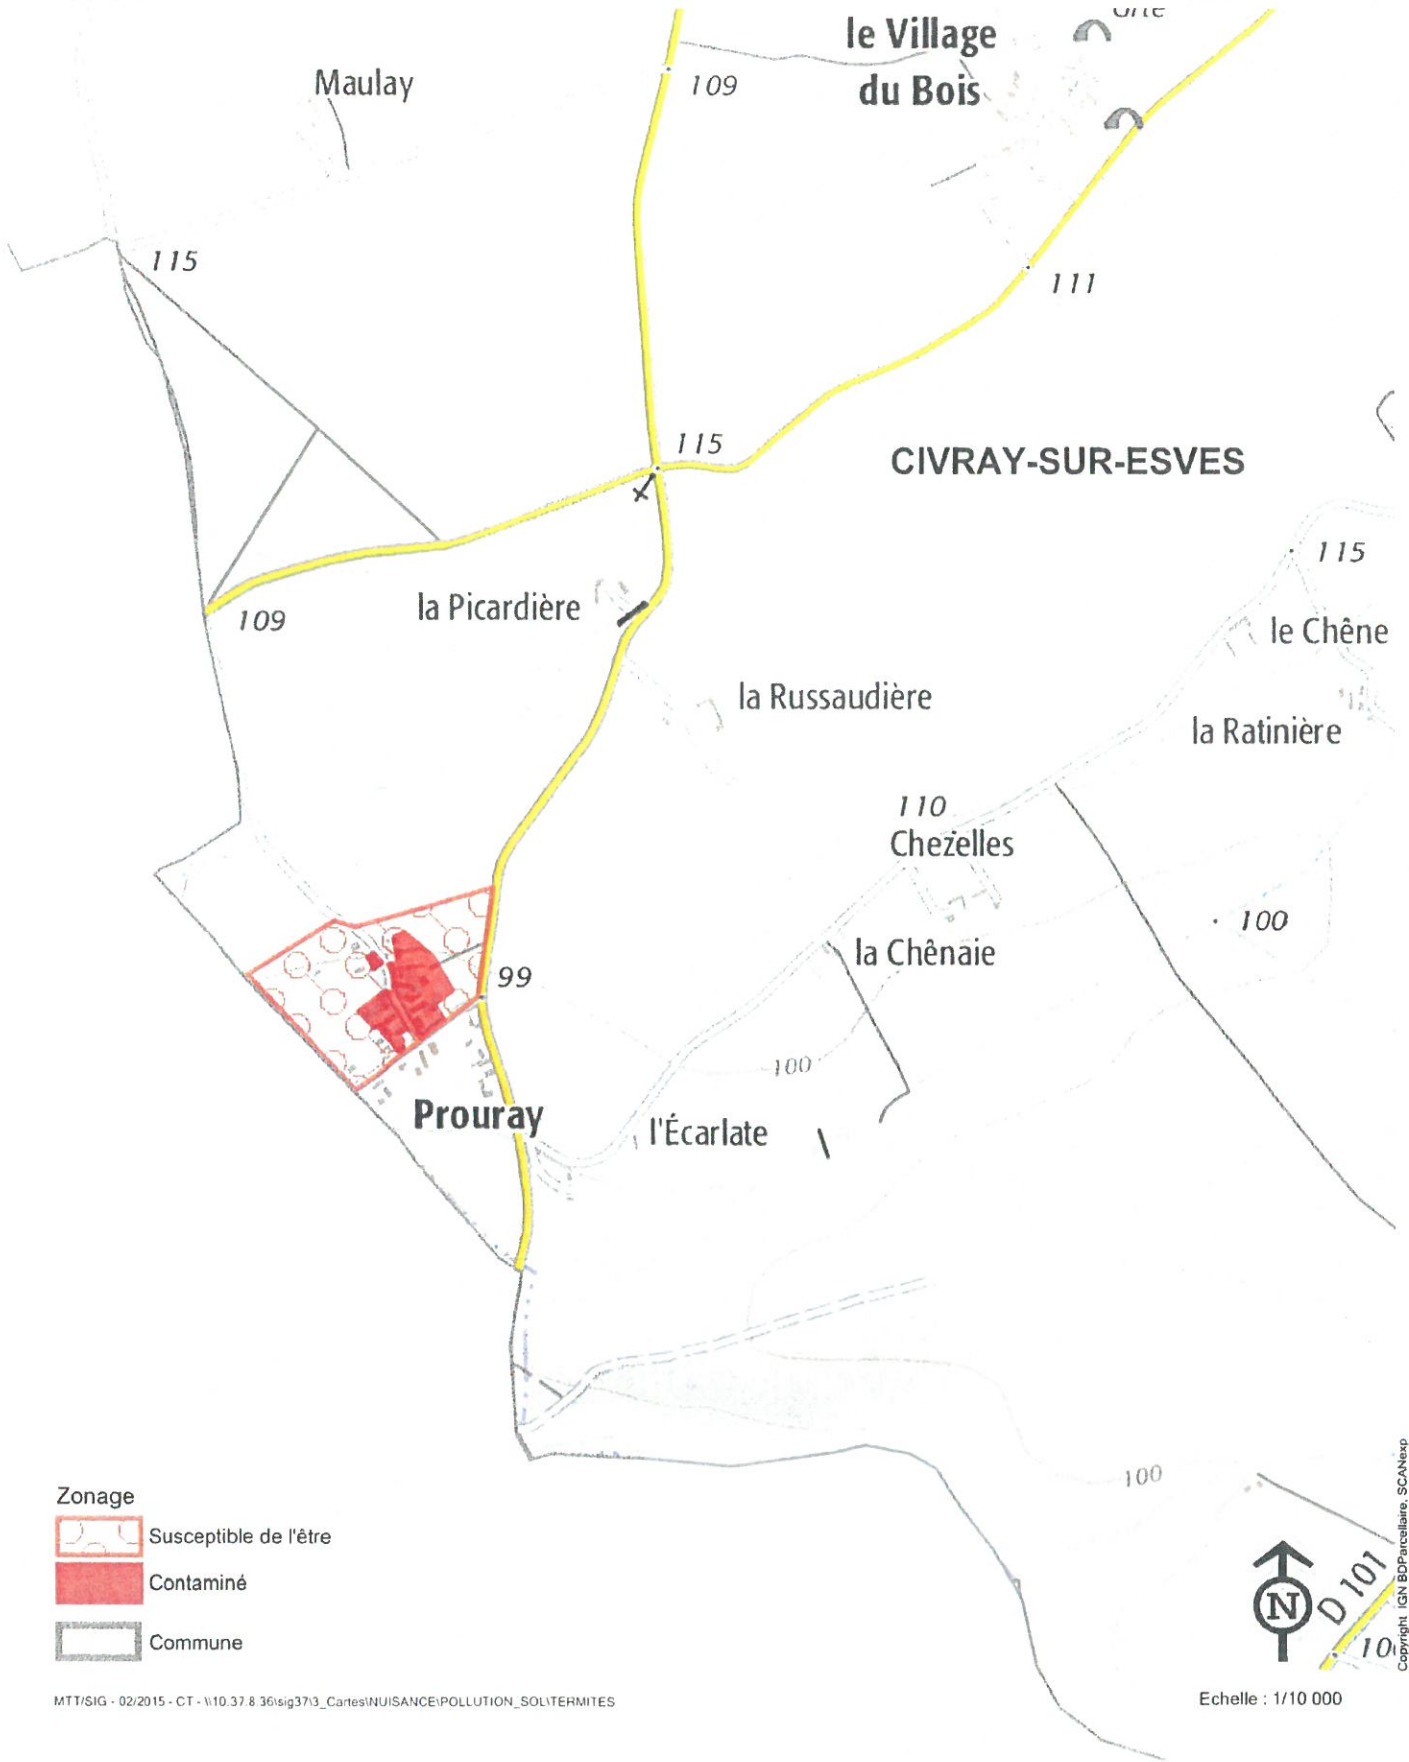 le Village
du Bois
Maulay
109
115
111
115
CIVRAY-SUR-ESVES
115
109
la Picardière
le Chêne
la Russaudière
la Ratinière
110
Chezelles
100
la Chênaie
99
100
Prouray
l'Écarlate
100
Zonage
Susceptible de l'être
Contaminé
Commune
N
D 101
Copyright IGN BDParcellaire, SCANexp
MTT/SIG - 02/2015 - CT - \\10.37.8.36\sig37\3_Cartes\NUISANCE\POLLUTION_SOL\TERMITES
Echelle : 1/10 000